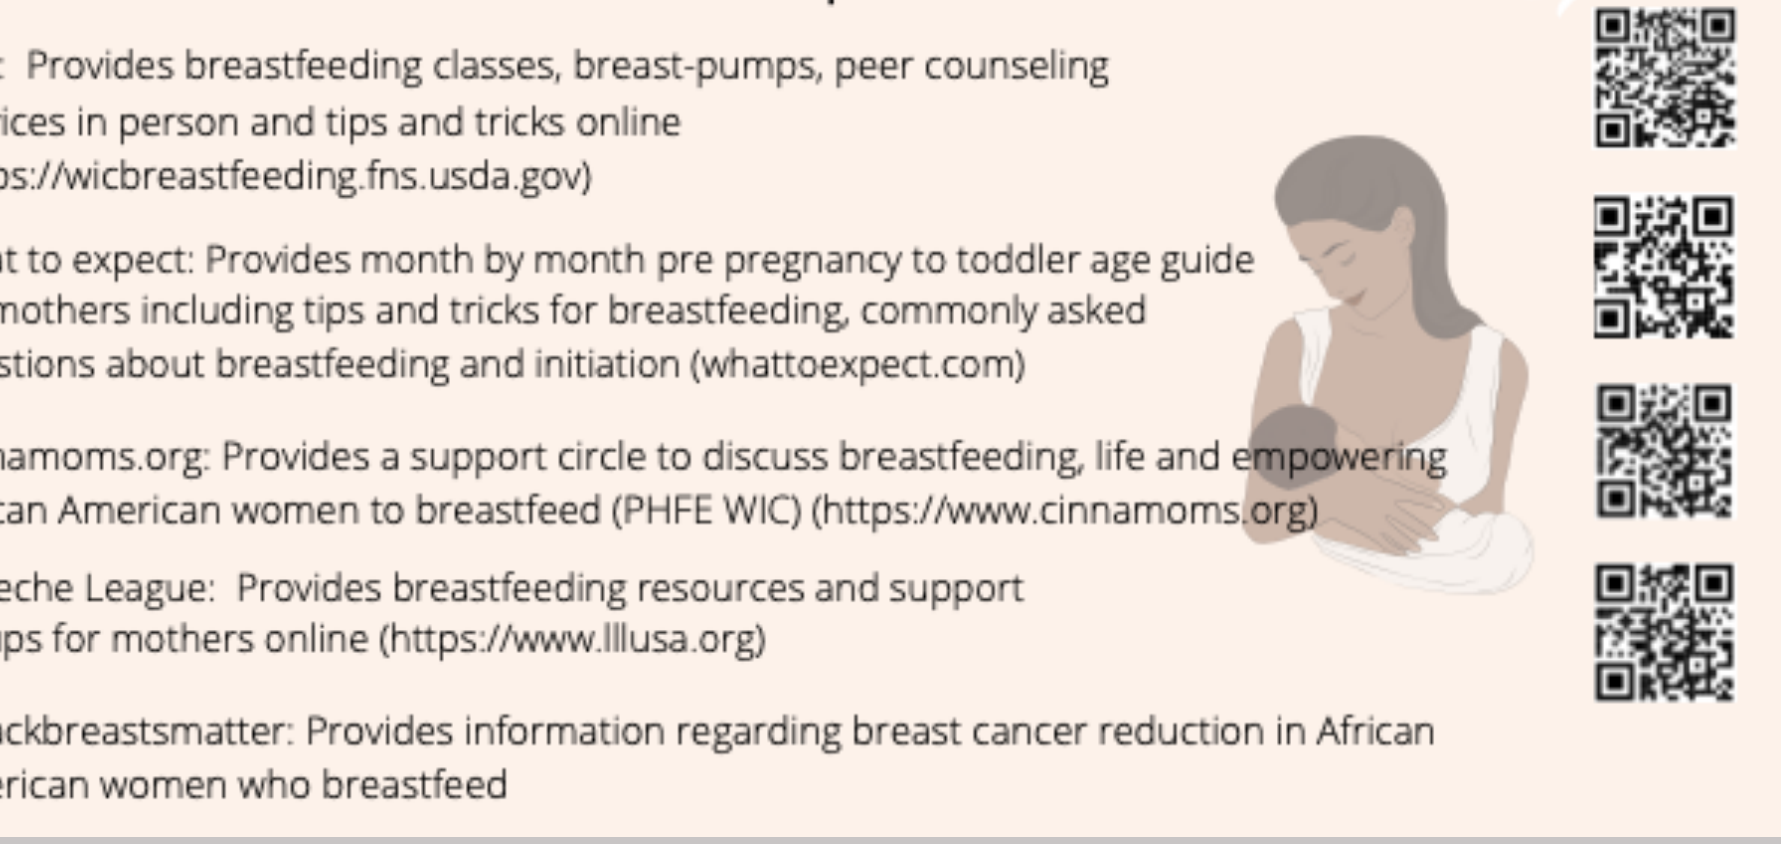 : Provides breastfeeding classes, breast-pumps, peer counseling
ices in person and tips and tricks online
os://wicbreastfeeding.fns.usda.gov)
t to expect: Provides month by month pre pregnancy to toddler age guide
mothers including tips and tricks for breastfeeding, commonly asked
stions about breastfeeding and initiation (whattoexpect.com)
namoms.org: Provides a support circle to discuss breastfeeding, life and empowering
can American women to breastfeed (PHFE WIC) (https://www.cinnamoms.org)
eche League: Provides breastfeeding resources and support
ups for mothers online (https://www.lllusa.org)
ackbreastsmatter: Provides information regarding breast cancer reduction in African
erican women who breastfeed